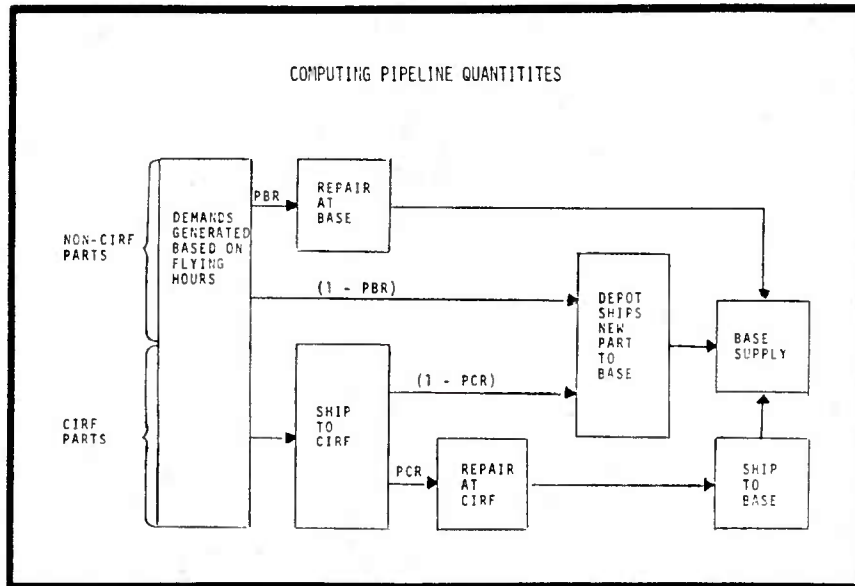 COMPUTING PIPELINE QUANTITITES
NON-CIRF
PARTS
DEMANDS
GENERATED
BASED ON
FLYING
HOURS
PBR
REPAIR
AT
BASE
(1 - PBR)
DEPOT
SHIPS
NEW
PART
TO
BASE
BASE
SUPPLY
CIRF
PARTS
SHIP
TO
CIRF
(1 - PCR)
PCR
REPAIR
AT
CIRF
SHIP
TO
BASE